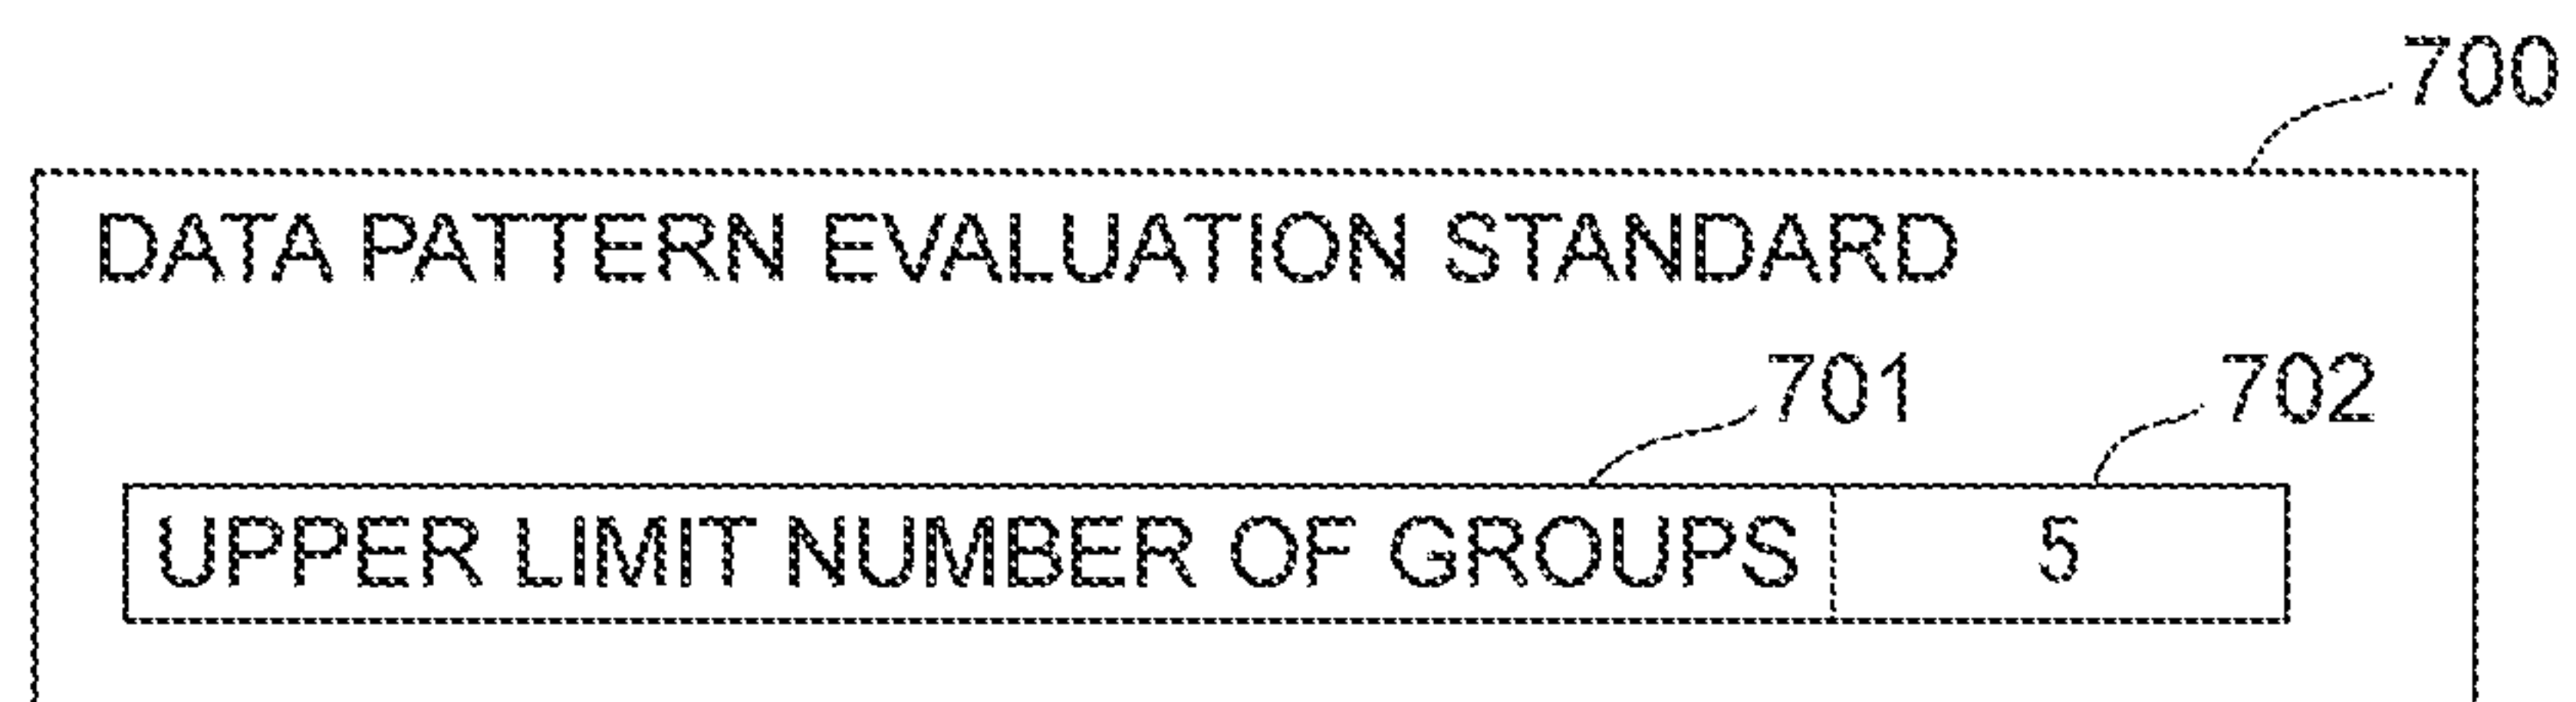 700
DATA PATTERN EVALUATION STANDARD
701 702
UPPER LIMIT NUMBER OF GROUPS 5